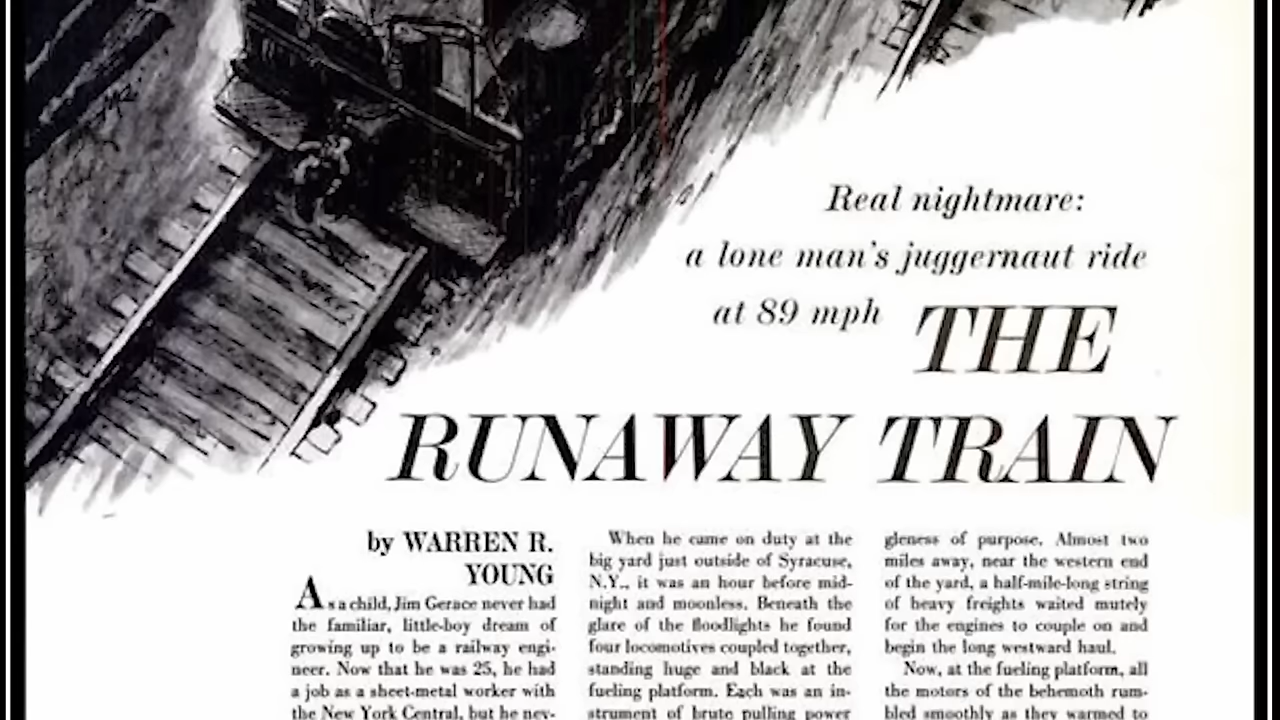 Real nightmare:
a lone man's juggernaut ride
at 89 mph THE
RUNAWAY TRAIN
by WARREN R.
YOUNG
As a child, Jim Gerace never had
the familiar, little-boy dream of
growing up to be a railway engi-
neer. Now that he was 25, he had
a job as a sheet-metal worker with
the New York Central, but he nev-
When he came on duty at the
big yard just outside of Syracuse,
N.Y., it was an hour before mid-
night and moonless. Beneath the
glare of the floodlights he found
four locomotives coupled together,
standing huge and black at the
fueling platform. Each was an in-
strument of brute pulling power
gleness of purpose. Almost two
miles away, near the western end
of the yard, a half-mile-long string
of heavy freights waited mutely
for the engines to couple on and
begin the long westward haul.
Now, at the fueling platform, all
the motors of the behemoth rum-
bled smoothly as they warmed to